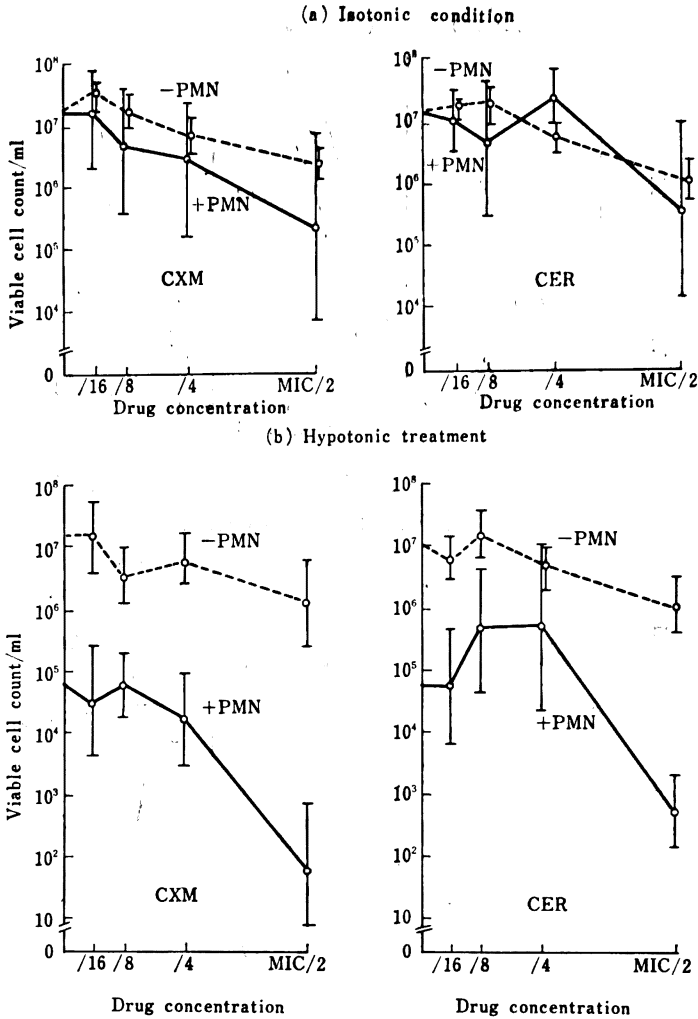 (a) Isotonic condition
Viable cell count/ml
10⁸
10⁷
10⁶
10⁵
10⁴
0
−PMN
+PMN
CXM
/16 /8 /4 MIC/2
Drug concentration
10⁸
10⁷
10⁶
10⁵
10⁴
0
−PMN
+PMN
CER
/16 /8 /4 MIC/2
Drug concentration
(b) Hypotonic treatment
Viable cell count/ml
10⁸
10⁷
10⁶
10⁵
10⁴
10³
10²
10
0
−PMN
+PMN
CXM
/16 /8 /4 MIC/2
Drug concentration
10⁸
10⁷
10⁶
10⁵
10⁴
10³
10²
10
0
−PMN
+PMN
CER
/16 /8 /4 MIC/2
Drug concentration